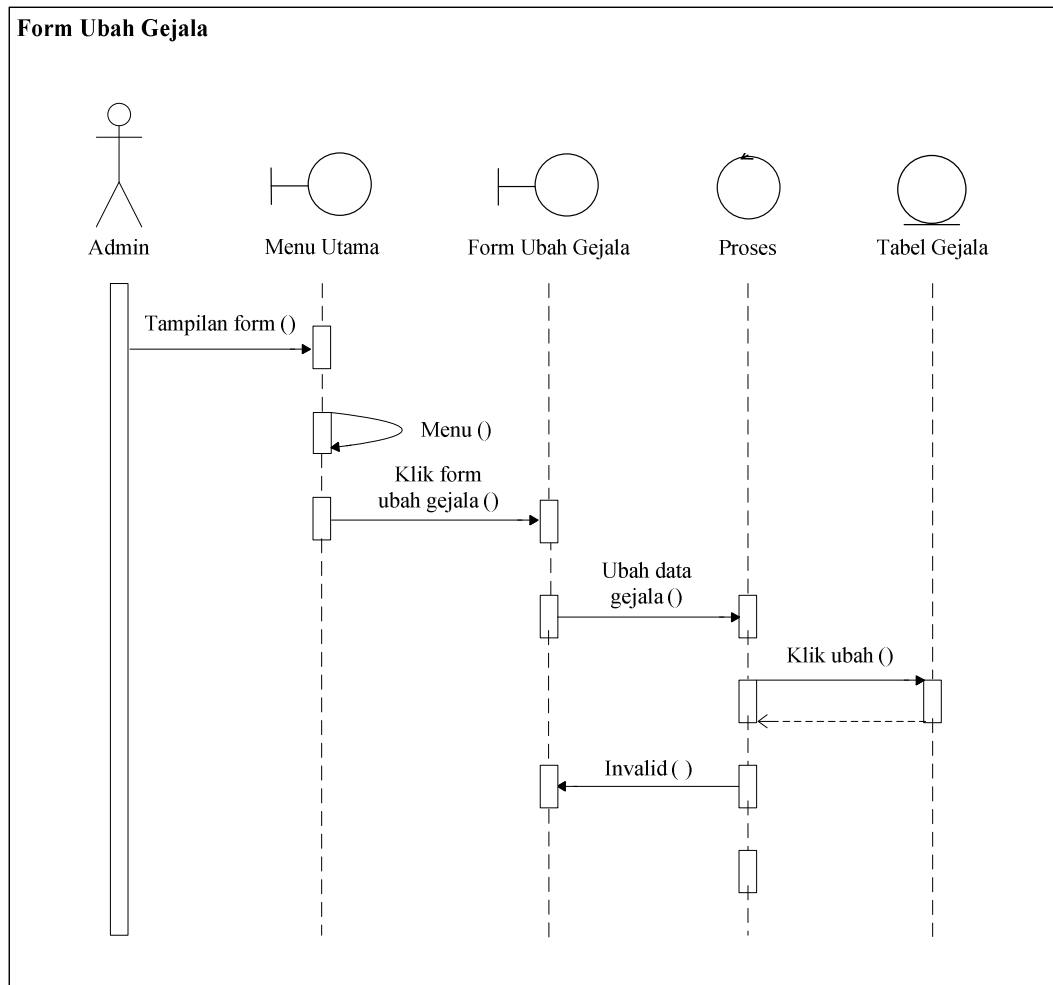 Form Ubah Gejala
Admin
Menu Utama
Form Ubah Gejala
Proses
Tabel Gejala
Tampilan form ()
Menu ()
Klik form
ubah gejala ()
Ubah data
gejala ()
Klik ubah ()
Invalid ( )